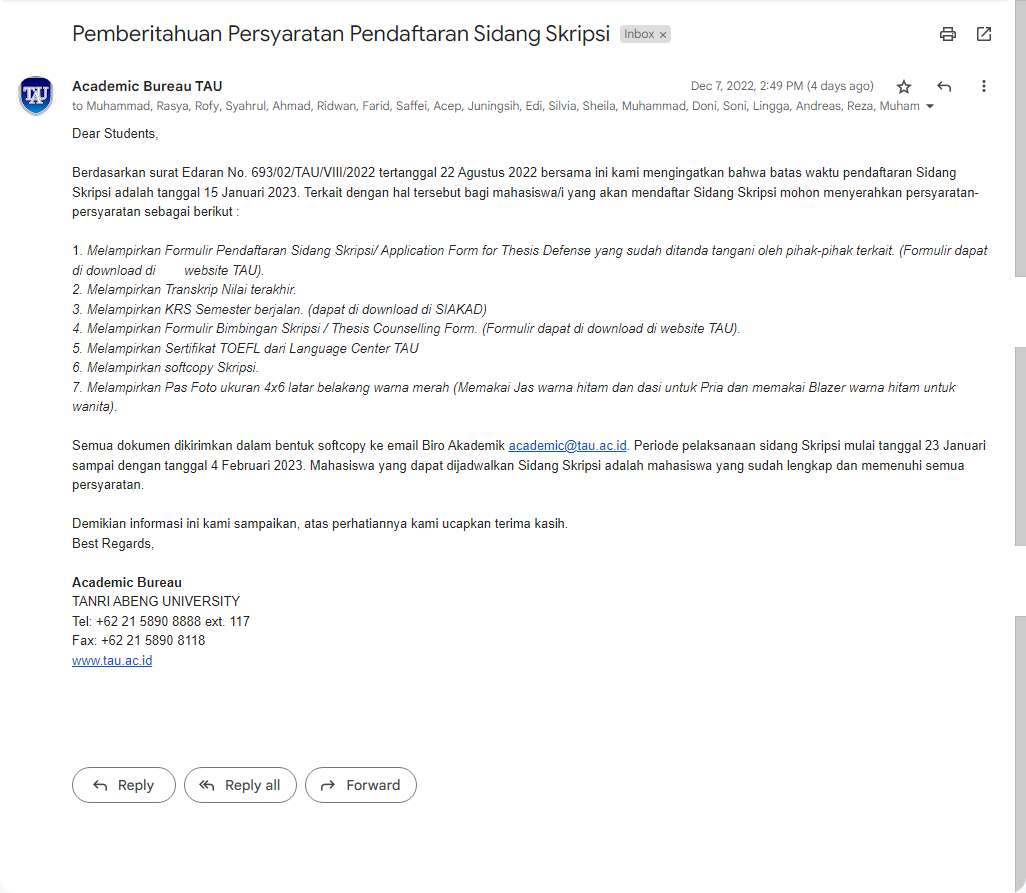 Pemberitahuan Persyaratan Pendaftaran Sidang Skripsi Inbox ×
TAU
Academic Bureau TAU Dec 7, 2022, 2:49 PM (4 days ago)
to Muhammad, Rasya, Rofy, Syahrul, Ahmad, Ridwan, Farid, Saffei, Acep, Juningsih, Edi, Silvia, Sheila, Muhammad, Doni, Soni, Lingga, Andreas, Reza, Muham
Dear Students,
Berdasarkan surat Edaran No. 693/02/TAU/VIII/2022 tertanggal 22 Agustus 2022 bersama ini kami mengingatkan bahwa batas waktu pendaftaran Sidang
Skripsi adalah tanggal 15 Januari 2023. Terkait dengan hal tersebut bagi mahasiswa/i yang akan mendaftar Sidang Skripsi mohon menyerahkan persyaratan-
persyaratan sebagai berikut :
1. Melampirkan Formulir Pendaftaran Sidang Skripsi/ Application Form for Thesis Defense yang sudah ditanda tangani oleh pihak-pihak terkait. (Formulir dapat
di download di website TAU).
2. Melampirkan Transkrip Nilai terakhir.
3. Melampirkan KRS Semester berjalan. (dapat di download di SIAKAD)
4. Melampirkan Formulir Bimbingan Skripsi / Thesis Counselling Form. (Formulir dapat di download di website TAU).
5. Melampirkan Sertifikat TOEFL dari Language Center TAU
6. Melampirkan softcopy Skripsi.
7. Melampirkan Pas Foto ukuran 4x6 latar belakang warna merah (Memakai Jas warna hitam dan dasi untuk Pria dan memakai Blazer warna hitam untuk
wanita).
Semua dokumen dikirimkan dalam bentuk softcopy ke email Biro Akademik academic@tau.ac.id. Periode pelaksanaan sidang Skripsi mulai tanggal 23 Januari
sampai dengan tanggal 4 Februari 2023. Mahasiswa yang dapat dijadwalkan Sidang Skripsi adalah mahasiswa yang sudah lengkap dan memenuhi semua
persyaratan.
Demikian informasi ini kami sampaikan, atas perhatiannya kami ucapkan terima kasih.
Best Regards,
Academic Bureau
TANRI ABENG UNIVERSITY
Tel: +62 21 5890 8888 ext. 117
Fax: +62 21 5890 8118
www.tau.ac.id
Reply Reply all Forward